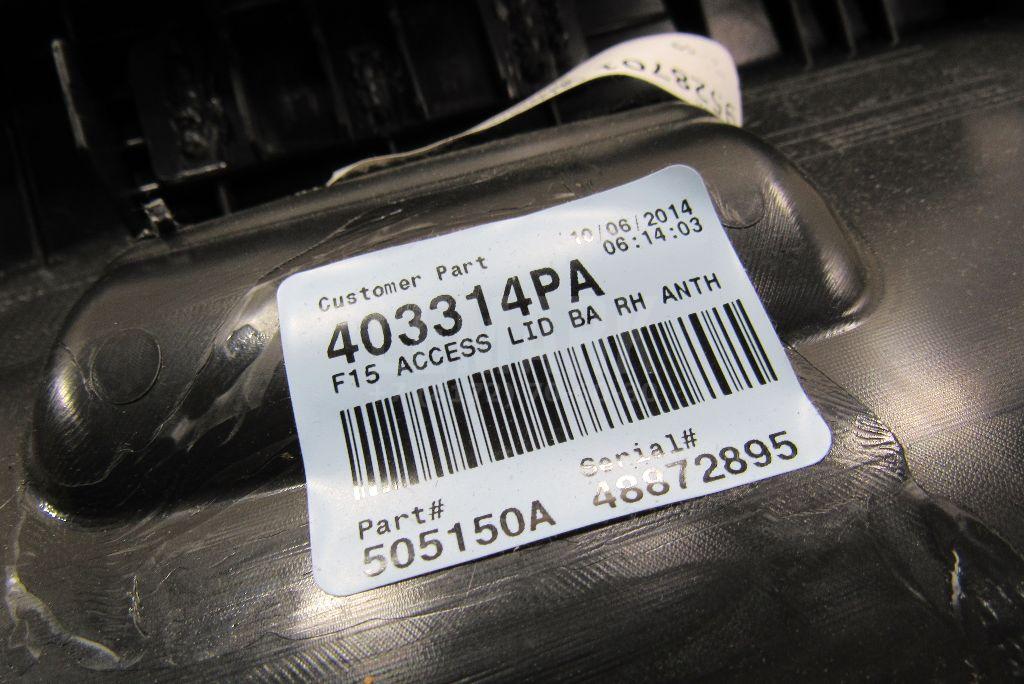 Customer Part
10/06/2014
06:14:03
403314PA
F15 ACCESS LID BA RH ANTH
Part#
Serial#
505150A
48872895